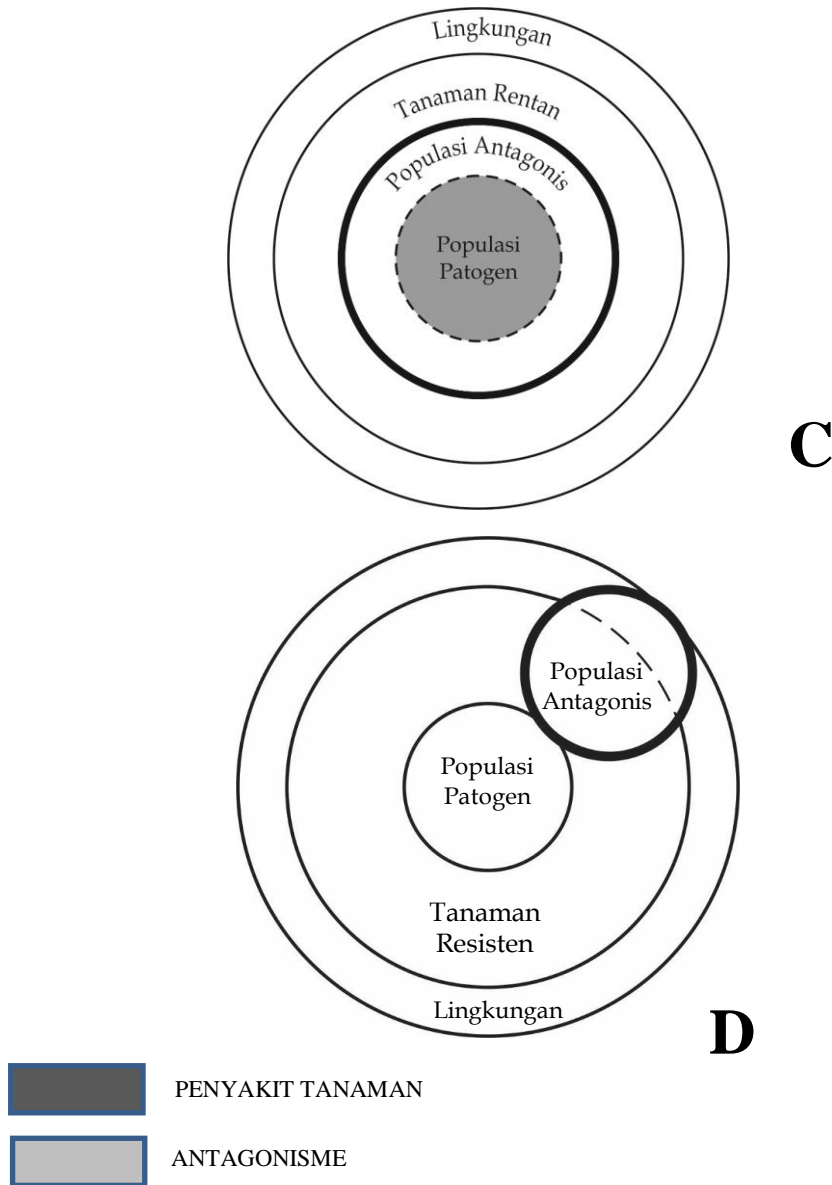 Lingkungan
Tanaman Rentan
Populasi Antagonis
Populasi
Patogen
C
Populasi
Antagonis
Populasi
Patogen
Tanaman
Resisten
Lingkungan
D
PENYAKIT TANAMAN
ANTAGONISME